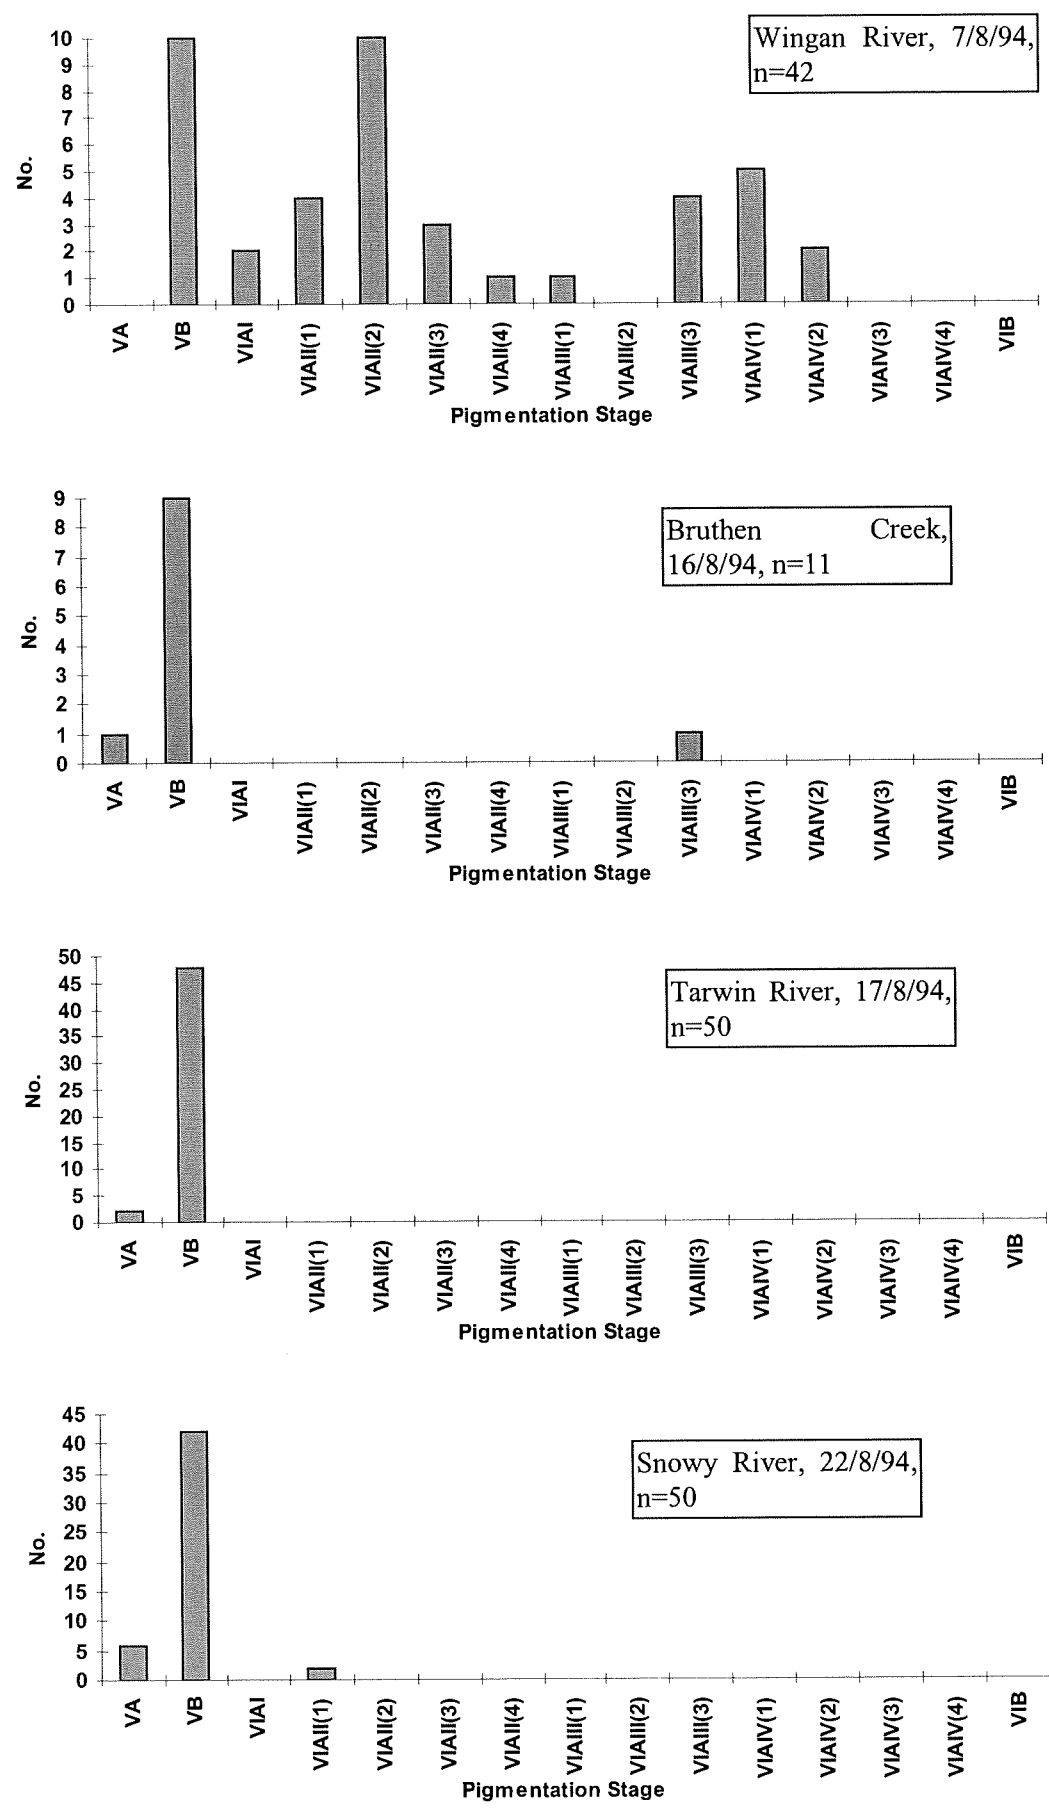 Wingan River, 7/8/94,
n=42
10
9
8
7
6
5
4
3
2
1
0
No.
VA VB VIAI VIAII(1) VIAII(2) VIAII(3) VIAII(4) VIAIII(1) VIAIII(2) VIAIII(3) VIAIV(1) VIAIV(2) VIAIV(3) VIAIV(4) VIB
Pigmentation Stage
Bruthen Creek,
16/8/94, n=11
9
8
7
6
5
4
3
2
1
0
No.
VA VB VIAI VIAII(1) VIAII(2) VIAII(3) VIAII(4) VIAIII(1) VIAIII(2) VIAIII(3) VIAIV(1) VIAIV(2) VIAIV(3) VIAIV(4) VIB
Pigmentation Stage
Tarwin River, 17/8/94,
n=50
50
45
40
35
30
25
20
15
10
5
0
No.
VA VB VIAI VIAII(1) VIAII(2) VIAII(3) VIAII(4) VIAIII(1) VIAIII(2) VIAIII(3) VIAIV(1) VIAIV(2) VIAIV(3) VIAIV(4) VIB
Pigmentation Stage
Snowy River, 22/8/94,
n=50
45
40
35
30
25
20
15
10
5
0
No.
VA VB VIAI VIAII(1) VIAII(2) VIAII(3) VIAII(4) VIAIII(1) VIAIII(2) VIAIII(3) VIAIV(1) VIAIV(2) VIAIV(3) VIAIV(4) VIB
Pigmentation Stage